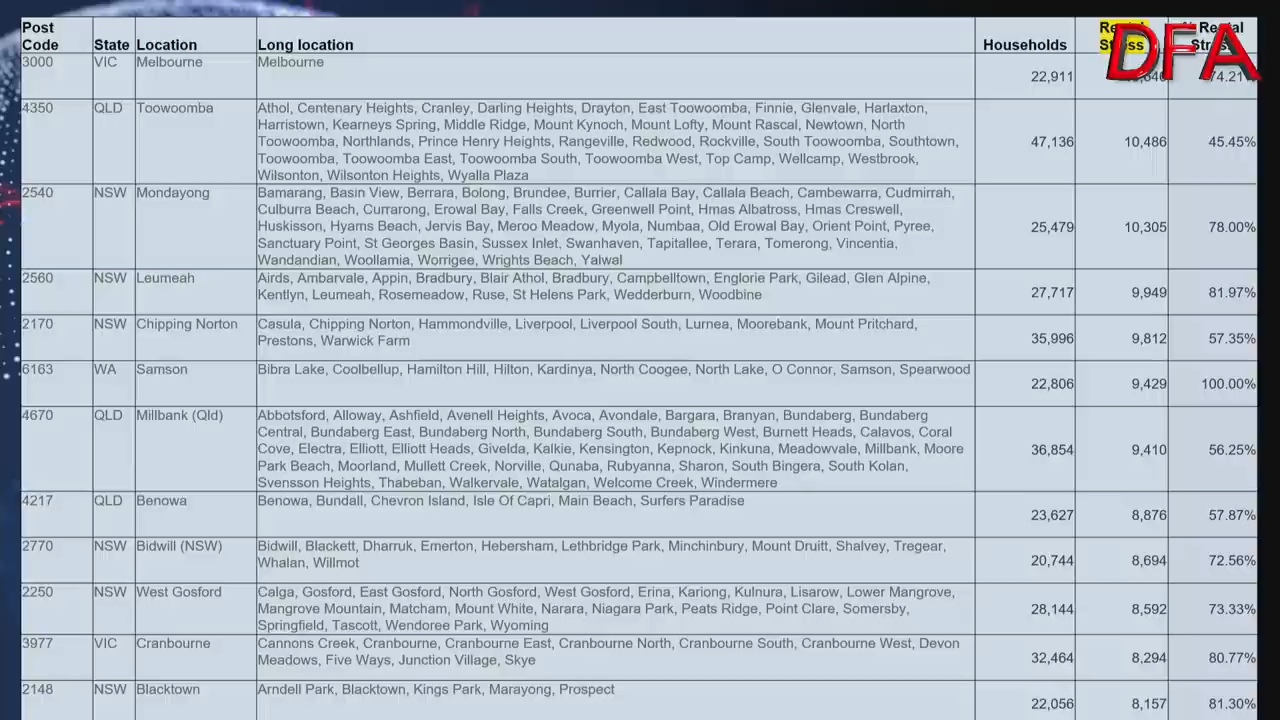 Post Code State Location Long location Households Rental Stress % Rental Stress
DFA
3000 VIC Melbourne Melbourne 22,911 74.21%
4350 QLD Toowoomba Athol, Centenary Heights, Cranley, Darling Heights, Drayton, East Toowoomba, Finnie, Glenvale, Harlaxton,
Harristown, Kearneys Spring, Middle Ridge, Mount Kynoch, Mount Lofty, Mount Rascal, Newtown, North
Toowoomba, Northlands, Prince Henry Heights, Rangeville, Redwood, Rockville, South Toowoomba, Southtown, 47,136 10,486 45.45%
Toowoomba, Toowoomba East, Toowoomba South, Toowoomba West, Top Camp, Wellcamp, Westbrook,
Wilsonton, Wilsonton Heights, Wyalla Plaza
2540 NSW Mondayong Bamarang, Basin View, Berrara, Bolong, Brundee, Burrier, Callala Bay, Callala Beach, Cambewarra, Cudmirrah,
Culburra Beach, Currarong, Erowal Bay, Falls Creek, Greenwell Point, Hmas Albatross, Hmas Creswell,
Huskisson, Hyams Beach, Jervis Bay, Meroo Meadow, Myola, Numbaa, Old Erowal Bay, Orient Point, Pyree, 25,479 10,305 78.00%
Sanctuary Point, St Georges Basin, Sussex Inlet, Swanhaven, Tapitallee, Terara, Tomerong, Vincentia,
Wandandian, Woollamia, Worrigee, Wrights Beach, Yalwal
2560 NSW Leumeah Airds, Ambarvale, Appin, Bradbury, Blair Athol, Bradbury, Campbelltown, Englorie Park, Gilead, Glen Alpine,
Kentlyn, Leumeah, Rosemeadow, Ruse, St Helens Park, Wedderburn, Woodbine 27,717 9,949 81.97%
2170 NSW Chipping Norton Casula, Chipping Norton, Hammondville, Liverpool, Liverpool South, Lurnea, Moorebank, Mount Pritchard,
Prestons, Warwick Farm 35,996 9,812 57.35%
6163 WA Samson Bibra Lake, Coolbellup, Hamilton Hill, Hilton, Kardinya, North Coogee, North Lake, O Connor, Samson, Spearwood
22,806 9,429 100.00%
4670 QLD Millbank (Qld) Abbotsford, Alloway, Ashfield, Avenell Heights, Avoca, Avondale, Bargara, Branyan, Bundaberg, Bundaberg
Central, Bundaberg East, Bundaberg North, Bundaberg South, Bundaberg West, Burnett Heads, Calavos, Coral
Cove, Electra, Elliott, Elliott Heads, Givelda, Kalkie, Kensington, Kepnock, Kinkuna, Meadowvale, Millbank, Moore 36,854 9,410 56.25%
Park Beach, Moorland, Mullett Creek, Norville, Qunaba, Rubyanna, Sharon, South Bingera, South Kolan,
Svensson Heights, Thabeban, Walkervale, Watalgan, Welcome Creek, Windermere
4217 QLD Benowa Benowa, Bundall, Chevron Island, Isle Of Capri, Main Beach, Surfers Paradise
23,627 8,876 57.87%
2770 NSW Bidwill (NSW) Bidwill, Blackett, Dharruk, Emerton, Hebersham, Lethbridge Park, Minchinbury, Mount Druitt, Shalvey, Tregear,
Whalan, Willmot 20,744 8,694 72.56%
2250 NSW West Gosford Calga, Gosford, East Gosford, North Gosford, West Gosford, Erina, Kariong, Kulnura, Lisarow, Lower Mangrove,
Mangrove Mountain, Matcham, Mount White, Narara, Niagara Park, Peats Ridge, Point Clare, Somersby, 28,144 8,592 73.33%
Springfield, Tascott, Wendoree Park, Wyoming
3977 VIC Cranbourne Cannons Creek, Cranbourne, Cranbourne East, Cranbourne North, Cranbourne South, Cranbourne West, Devon
Meadows, Five Ways, Junction Village, Skye 32,464 8,294 80.77%
2148 NSW Blacktown Arndell Park, Blacktown, Kings Park, Marayong, Prospect
22,056 8,157 81.30%